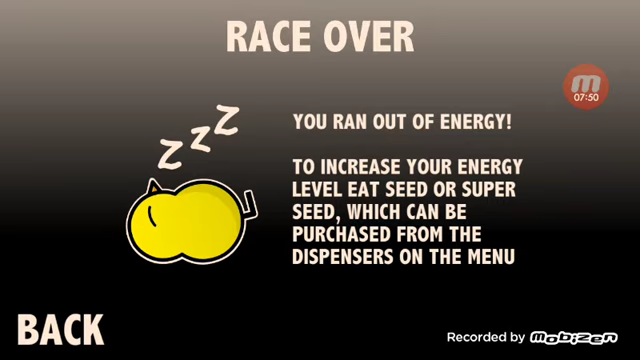 RACE OVER
07:50
Z Z Z
YOU RAN OUT OF ENERGY!
TO INCREASE YOUR ENERGY
LEVEL EAT SEED OR SUPER
SEED, WHICH CAN BE
PURCHASED FROM THE
DISPENSERS ON THE MENU
BACK
Recorded by mobizen